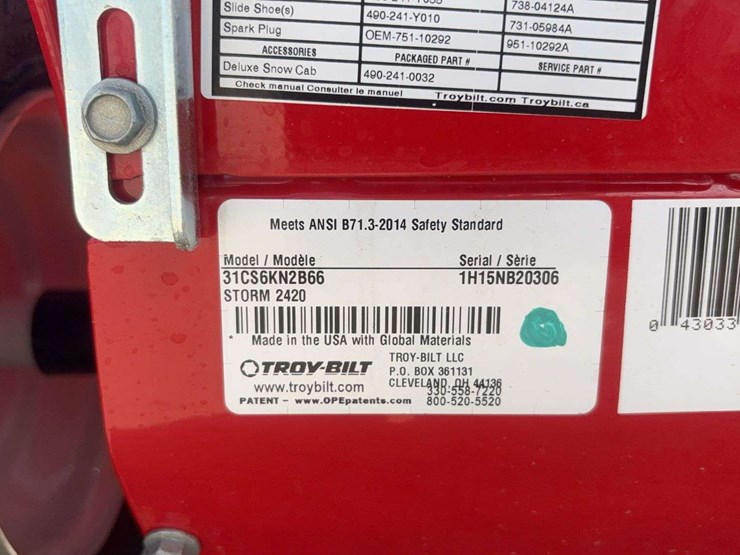 738-04124A
Slide Shoe(s) 490-241-Y010 731-05984A
Spark Plug OEM-751-10292 951-10292A
ACCESSORIES PACKAGED PART # SERVICE PART #
Deluxe Snow Cab 490-241-0032
Check manual Consulter le manuel Troybilt.com Troybilt.ca
Meets ANSI B71.3-2014 Safety Standard
Model / Modèle Serial / Série
31CS6KN2B66 1H15NB20306
STORM 2420
* Made in the USA with Global Materials
TROY-BILT TROY-BILT LLC
P.O. BOX 361131
www.troybilt.com CLEVELAND, OH 44136
330-558-7220
PATENT - www.OPEpatents.com 800-520-5520
0 43033